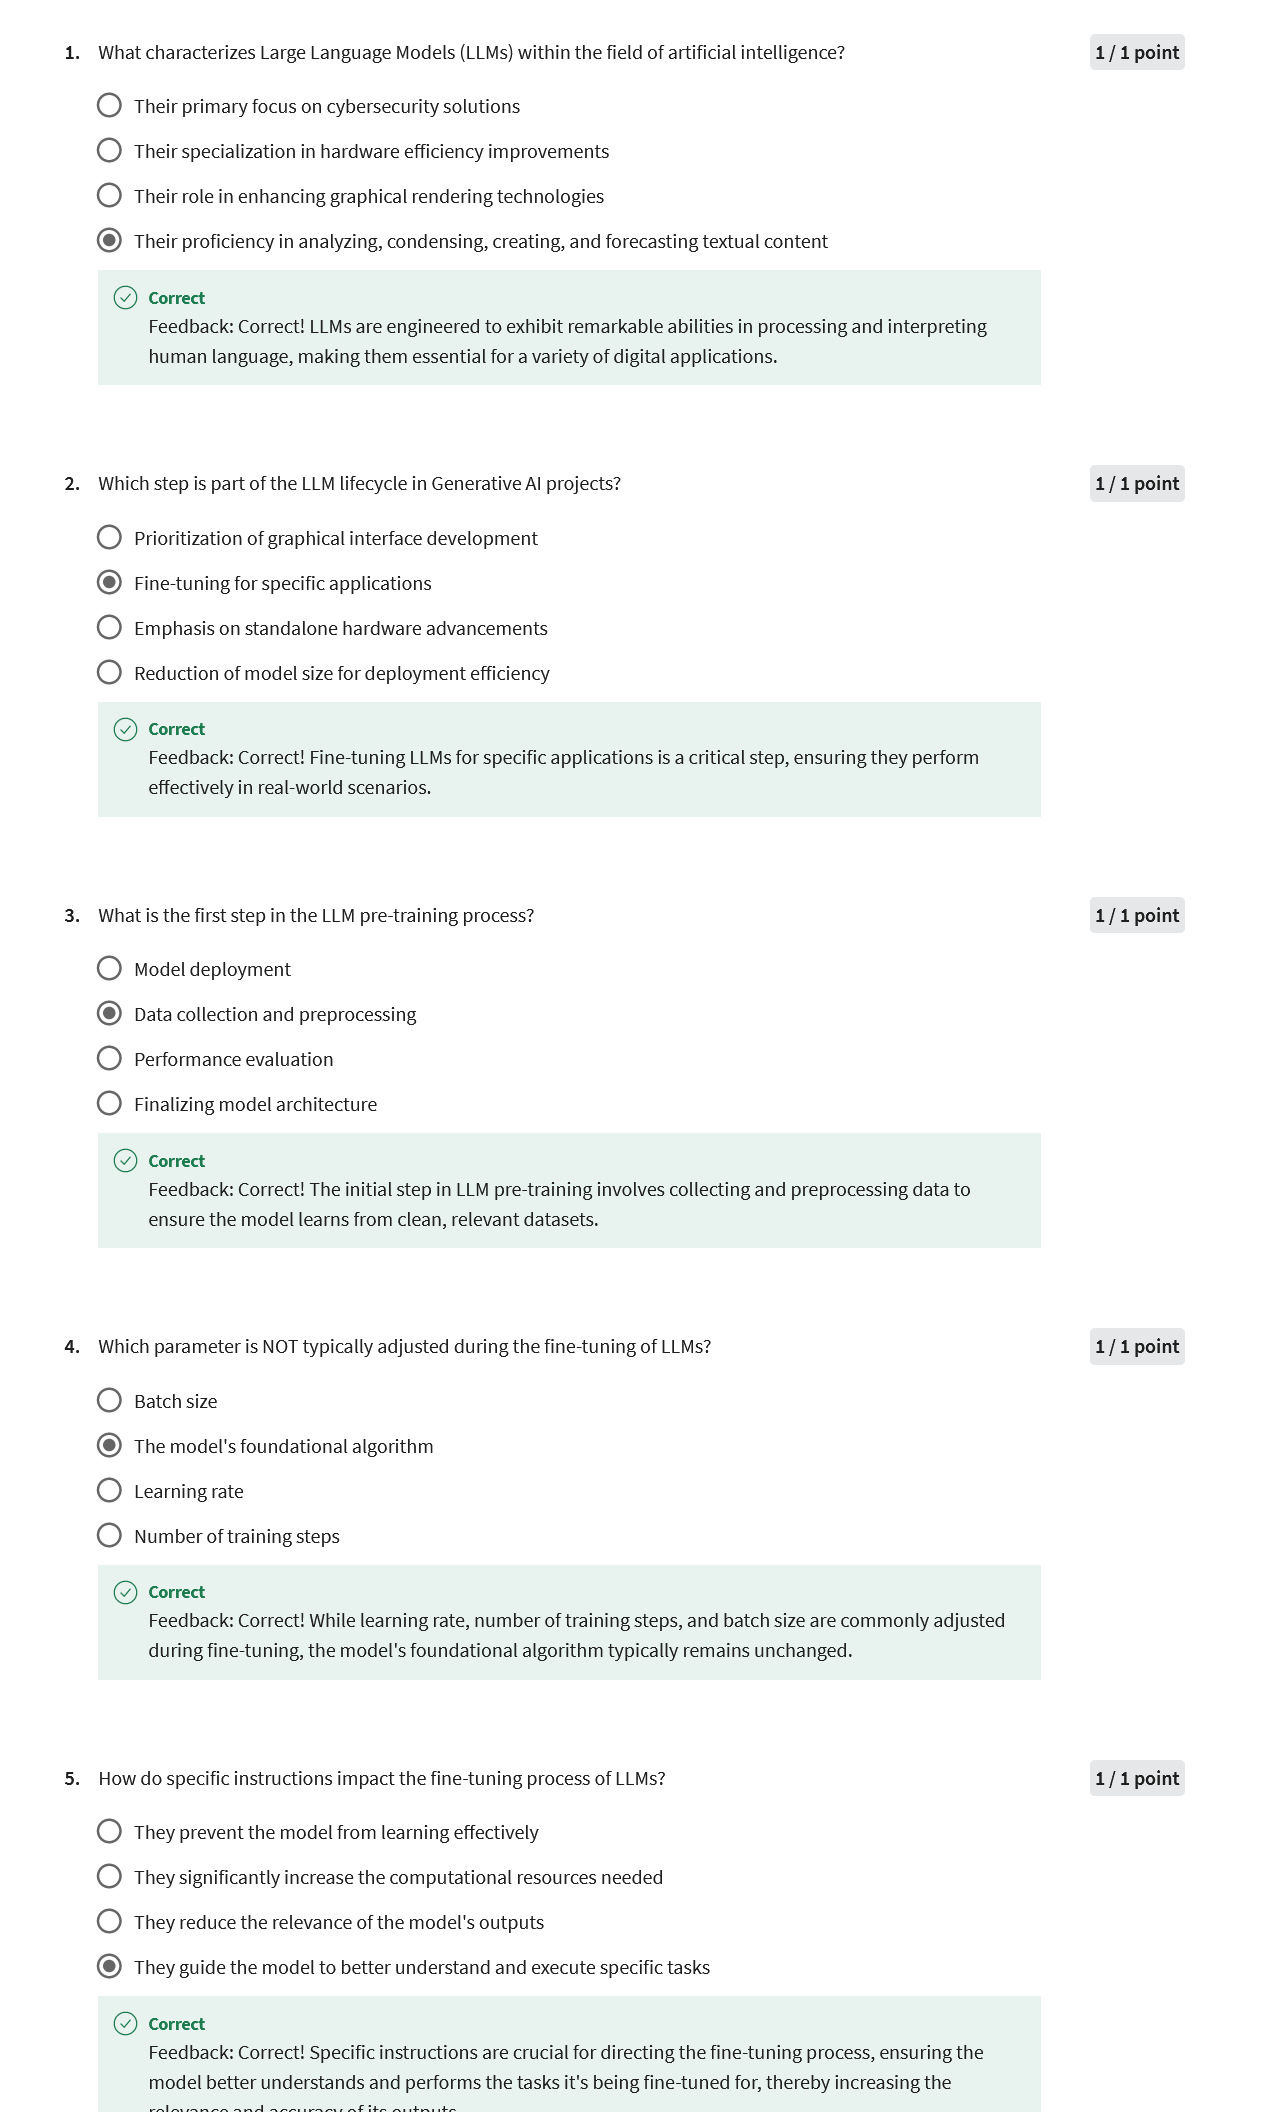 1. What characterizes Large Language Models (LLMs) within the field of artificial intelligence? 1 / 1 point
Their primary focus on cybersecurity solutions
Their specialization in hardware efficiency improvements
Their role in enhancing graphical rendering technologies
Their proficiency in analyzing, condensing, creating, and forecasting textual content
Correct
Feedback: Correct! LLMs are engineered to exhibit remarkable abilities in processing and interpreting
human language, making them essential for a variety of digital applications.
2. Which step is part of the LLM lifecycle in Generative AI projects? 1 / 1 point
Prioritization of graphical interface development
Fine-tuning for specific applications
Emphasis on standalone hardware advancements
Reduction of model size for deployment efficiency
Correct
Feedback: Correct! Fine-tuning LLMs for specific applications is a critical step, ensuring they perform
effectively in real-world scenarios.
3. What is the first step in the LLM pre-training process? 1 / 1 point
Model deployment
Data collection and preprocessing
Performance evaluation
Finalizing model architecture
Correct
Feedback: Correct! The initial step in LLM pre-training involves collecting and preprocessing data to
ensure the model learns from clean, relevant datasets.
4. Which parameter is NOT typically adjusted during the fine-tuning of LLMs? 1 / 1 point
Batch size
The model's foundational algorithm
Learning rate
Number of training steps
Correct
Feedback: Correct! While learning rate, number of training steps, and batch size are commonly adjusted
during fine-tuning, the model's foundational algorithm typically remains unchanged.
5. How do specific instructions impact the fine-tuning process of LLMs? 1 / 1 point
They prevent the model from learning effectively
They significantly increase the computational resources needed
They reduce the relevance of the model's outputs
They guide the model to better understand and execute specific tasks
Correct
Feedback: Correct! Specific instructions are crucial for directing the fine-tuning process, ensuring the
model better understands and performs the tasks it's being fine-tuned for, thereby increasing the
relevance and accuracy of its outputs